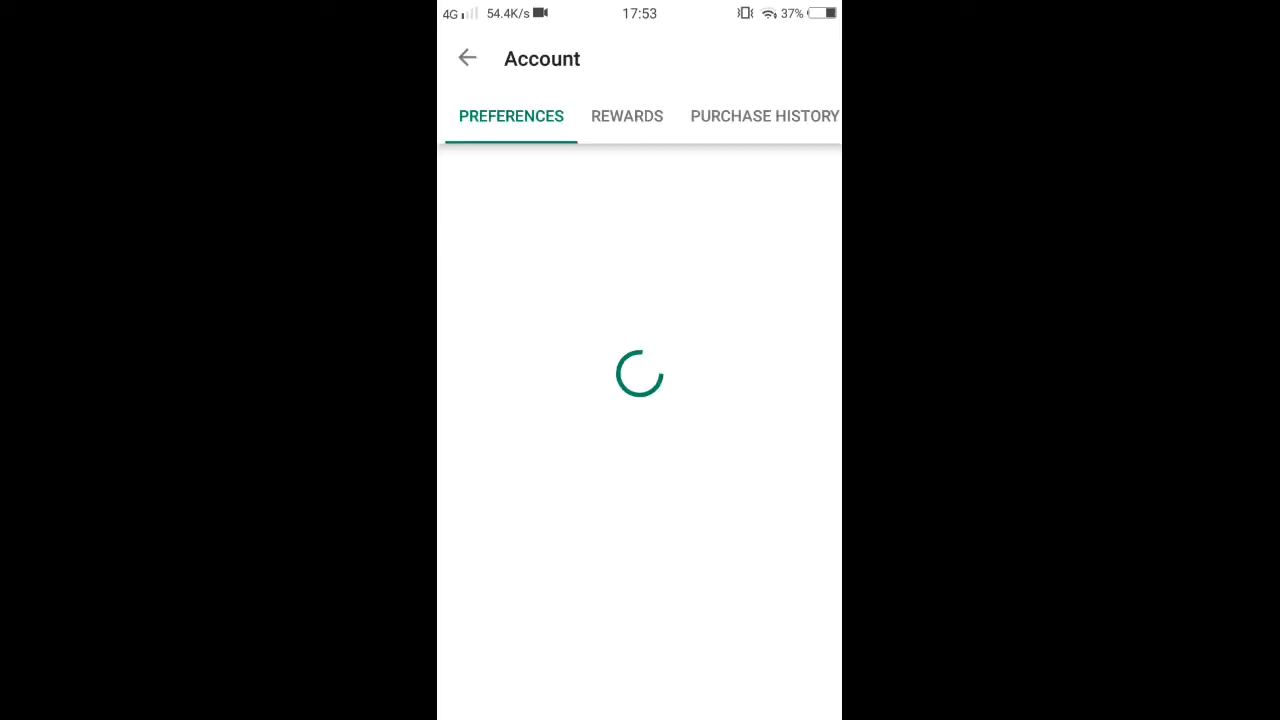 4G 54.4K/s 17:53 37%
Account
PREFERENCES REWARDS PURCHASE HISTORY